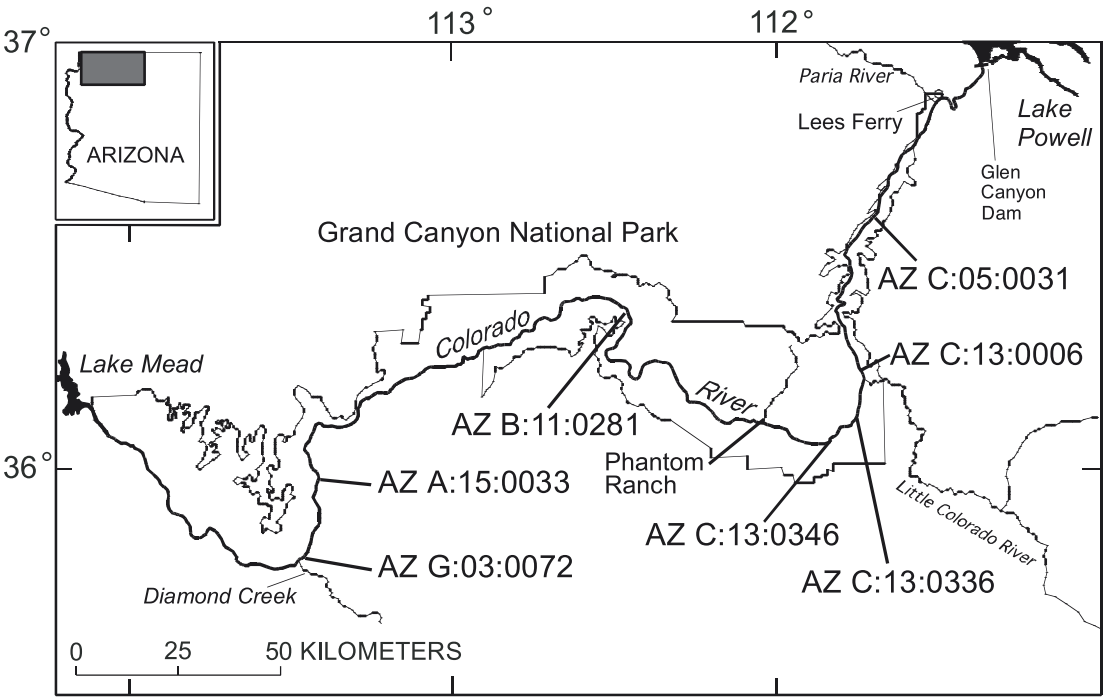 113°
112°
37°
Paria River
Lees Ferry
Lake
Powell
ARIZONA
Glen
Canyon
Dam
Grand Canyon National Park
AZ C:05:0031
Colorado
AZ C:13:0006
Lake Mead
River
AZ B:11:0281
36°
Phantom
Ranch
AZ A:15:0033
Little Colorado River
AZ C:13:0346
AZ G:03:0072
AZ C:13:0336
Diamond Creek
0 25 50 KILOMETERS